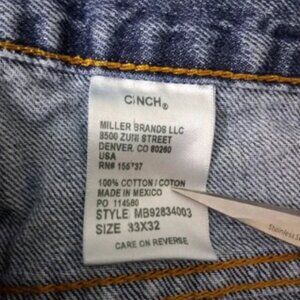 CINCH®
MILLER BRANDS LLC
8500 ZUNI STREET
DENVER, CO 80260
USA
RN# 155737
100% COTTON / COTON
MADE IN MEXICO
PO 114580
STYLE MB92834003
SIZE 33X32
CARE ON REVERSE
Stainless